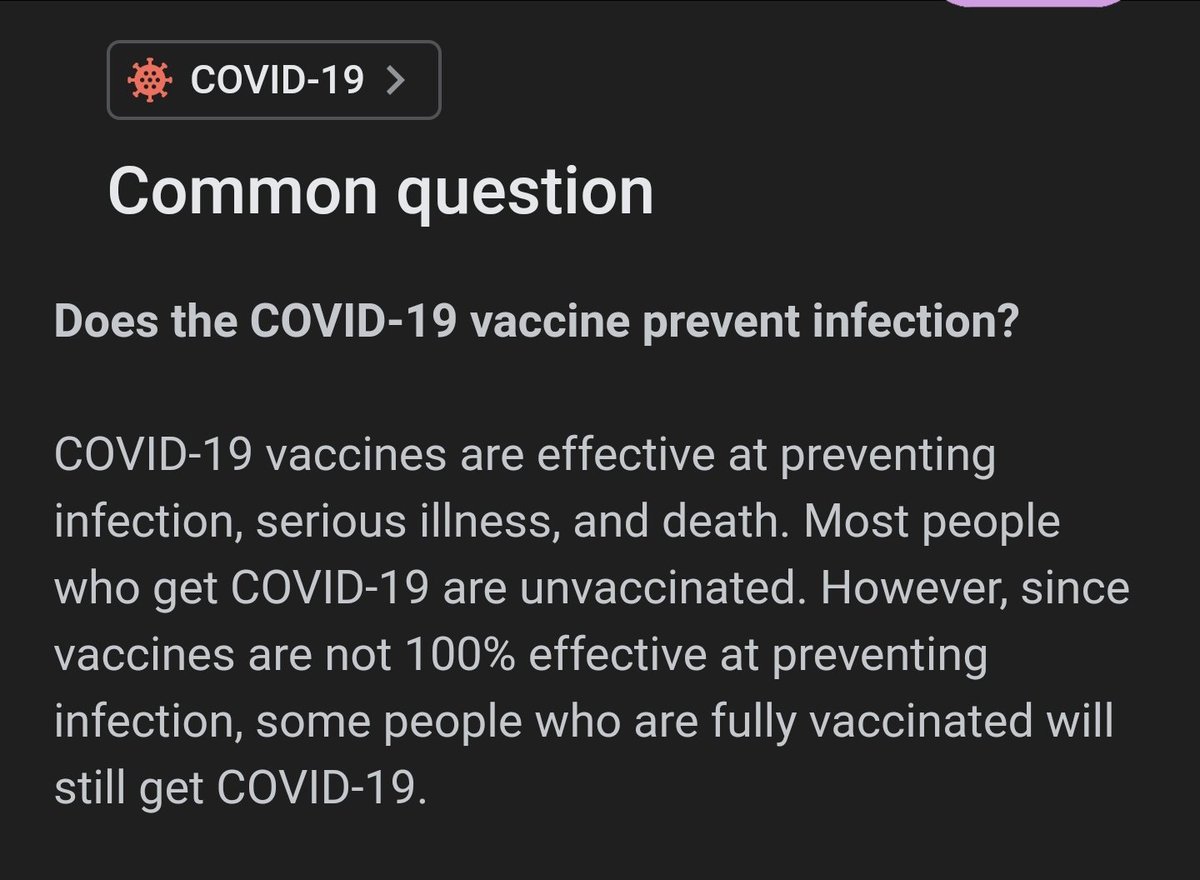 COVID-19
Common question
Does the COVID-19 vaccine prevent infection?
COVID-19 vaccines are effective at preventing
infection, serious illness, and death. Most people
who get COVID-19 are unvaccinated. However, since
vaccines are not 100% effective at preventing
infection, some people who are fully vaccinated will
still get COVID-19.